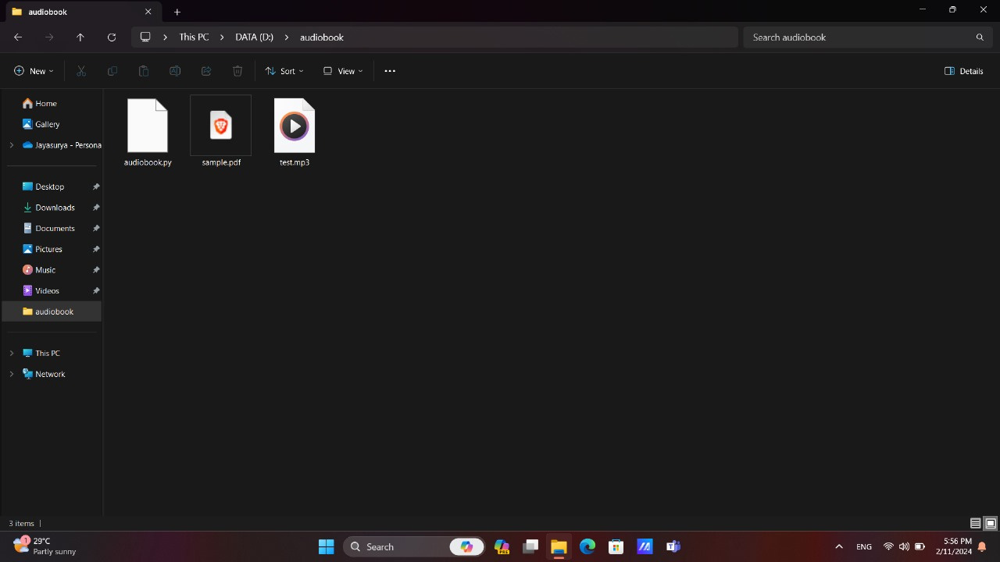 audiobook
This PC
DATA (D:)
audiobook
Search audiobook
New
Sort
View
Details
Home
Gallery
Jayasurya - Persona
Desktop
Downloads
Documents
Pictures
Music
Videos
audiobook
This PC
Network
audiobook.py
sample.pdf
test.mp3
3 items
1
29°C
Partly sunny
Search
PRE
T
ENG
5:56 PM
2/11/2024